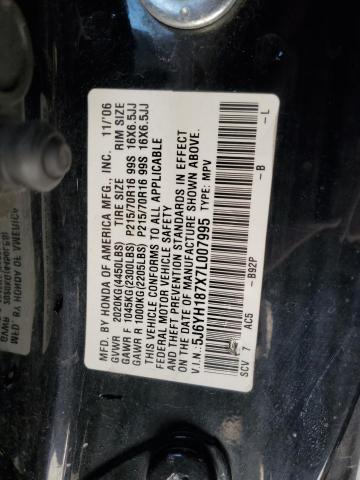 MFD. BY HONDA OF AMERICA MFG. INC. 11/'06
GVWR 2020KG(4450LBS) TIRE SIZE RIM SIZE
GAWR F 1045KG(2300LBS) P215/70R16 99S 16X6.5JJ
GAWR R 1000KG(2205LBS) P215/70R16 99S 16X6.5JJ
THIS VEHICLE CONFORMS TO ALL APPLICABLE
FEDERAL MOTOR VEHICLE SAFETY STANDARDS IN EFFECT
AND THEFT PREVENTION
ON THE DATE OF MANUFACTURE SHOWN ABOVE.
V.I.N.: 5J6YH187X7L007995 TYPE: MPV
SCV 7 AC5 - B92P - B - L